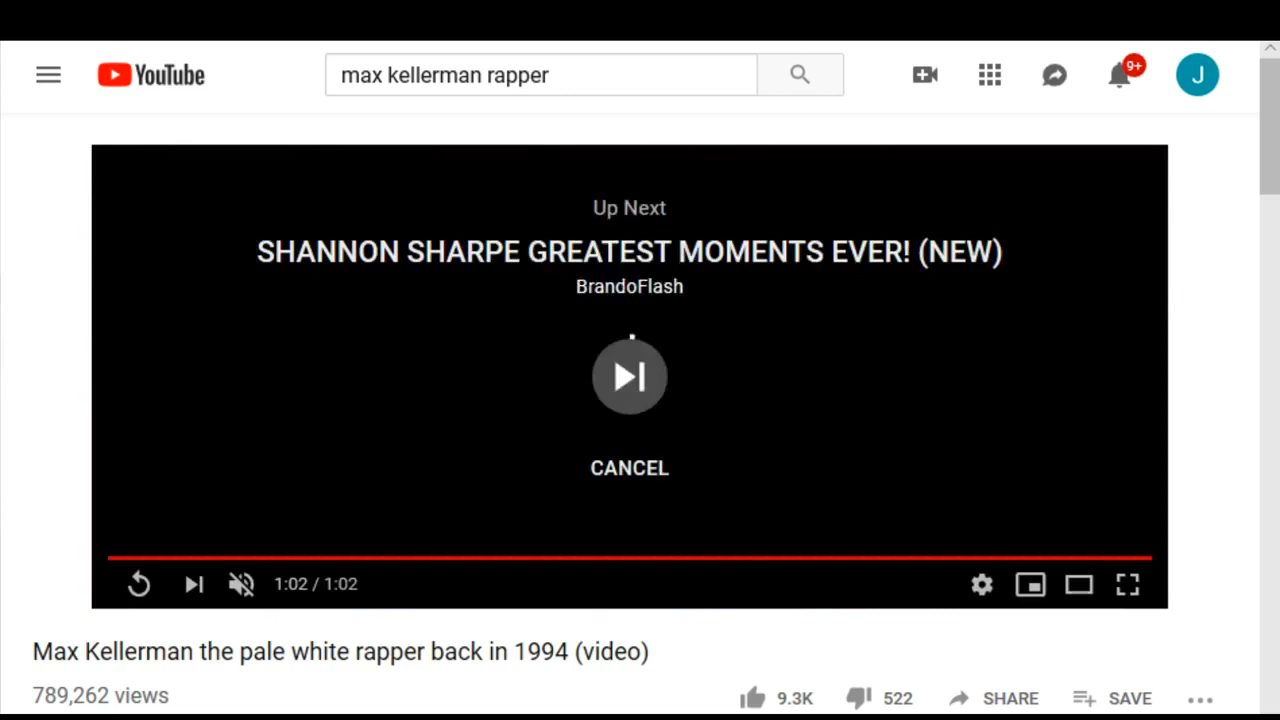 YouTube
max kellerman rapper
9+
J
Up Next
SHANNON SHARPE GREATEST MOMENTS EVER! (NEW)
BrandoFlash
CANCEL
1:02 / 1:02
Max Kellerman the pale white rapper back in 1994 (video)
789,262 views
9.3K
522
SHARE
SAVE